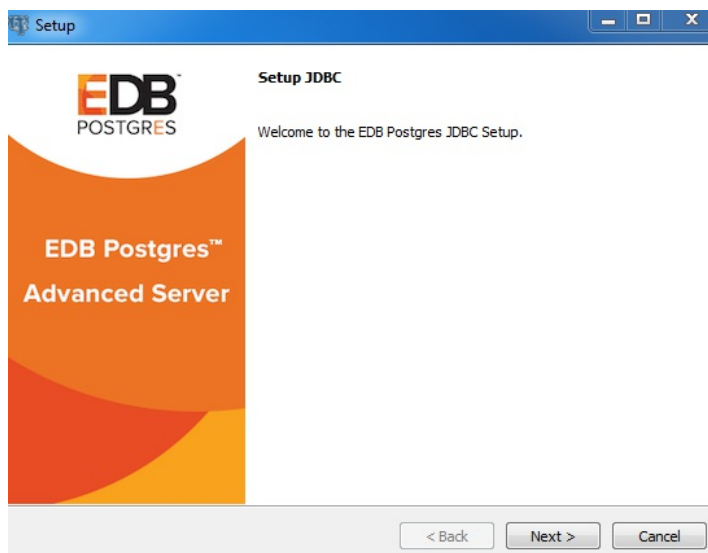 Setup
EDB
POSTGRES
EDB Postgres™
Advanced Server
Setup JDBC
Welcome to the EDB Postgres JDBC Setup.
< Back
Next >
Cancel